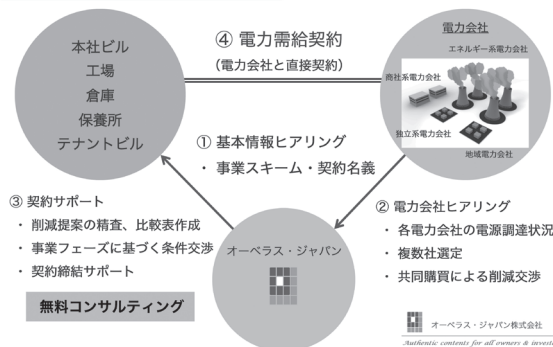 本社ビル
工場
倉庫
保養所
テナントビル
④ 電力需給契約
(電力会社と直接契約)
電力会社
エネルギー系電力会社
商社系電力会社
独立系電力会社
地域電力会社
① 基本情報ヒアリング
・ 事業スキーム・契約名義
③ 契約サポート
・ 削減提案の精査、比較表作成
・ 事業フェーズに基づく条件交渉
・ 契約締結サポート
無料コンサルティング
オーベラス・ジャパン
② 電力会社ヒアリング
・ 各電力会社の電源調達状況
・ 複数社選定
・ 共同購買による削減交渉
オーベラス・ジャパン株式会社
Authentic contents for all owners & invest